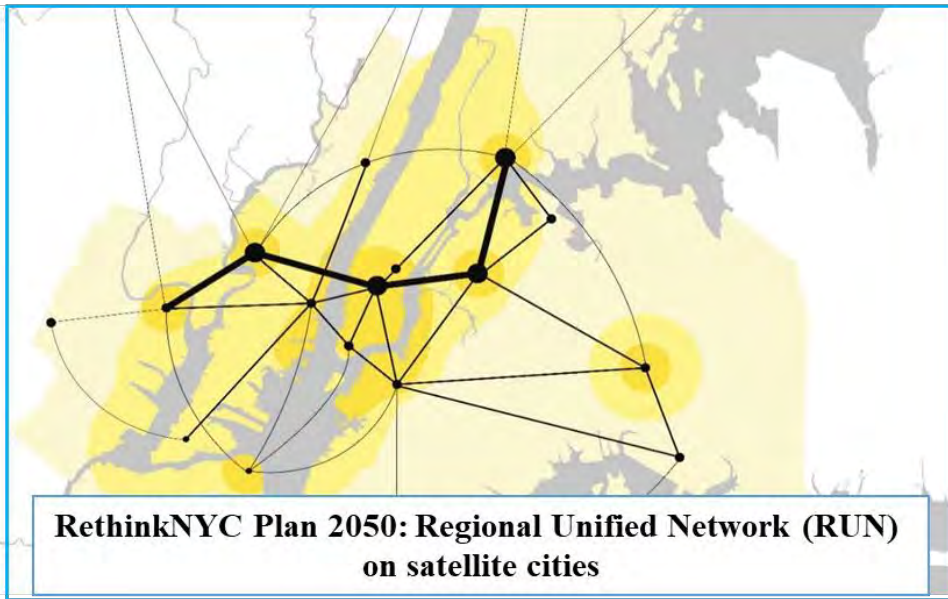 RethinkNYC Plan 2050: Regional Unified Network (RUN)
on satellite cities